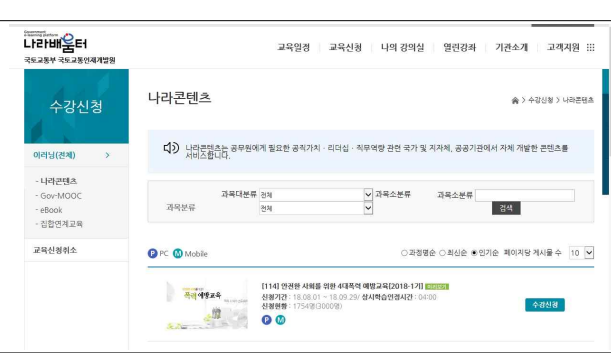 나라배움터
국토교통부 국토교통인재개발원
교육일정 교육신청 나의 강의실 열린강좌 기관소개 고객지원
수강신청
이러닝(전체) >
- 나라콘텐츠
- Gov-MOOC
- eBook
- 집합연계교육
교육신청취소
나라콘텐츠
> 수강신청 > 나라콘텐츠
나라콘텐츠는 공무원에게 필요한 공직가치 · 리더십 · 직무역량 관련 국가 및 지자체, 공공기관에서 자체 개발한 콘텐츠를
서비스합니다.
과목대분류 전체 과목소분류 과목소분류
과목분류 전체 검색
P PC M Mobile
과정명순 최신순 인기순 페이지당 게시물 수 10
폭력 예방교육
[114] 안전한 사회를 위한 4대폭력 예방교육[2018-1기]
신청기간 : 18.08.01 ~ 18.09.29/ 상시학습인정시간 : 04:00
신청현황 : 1754명(3000명)
P M
수강신청